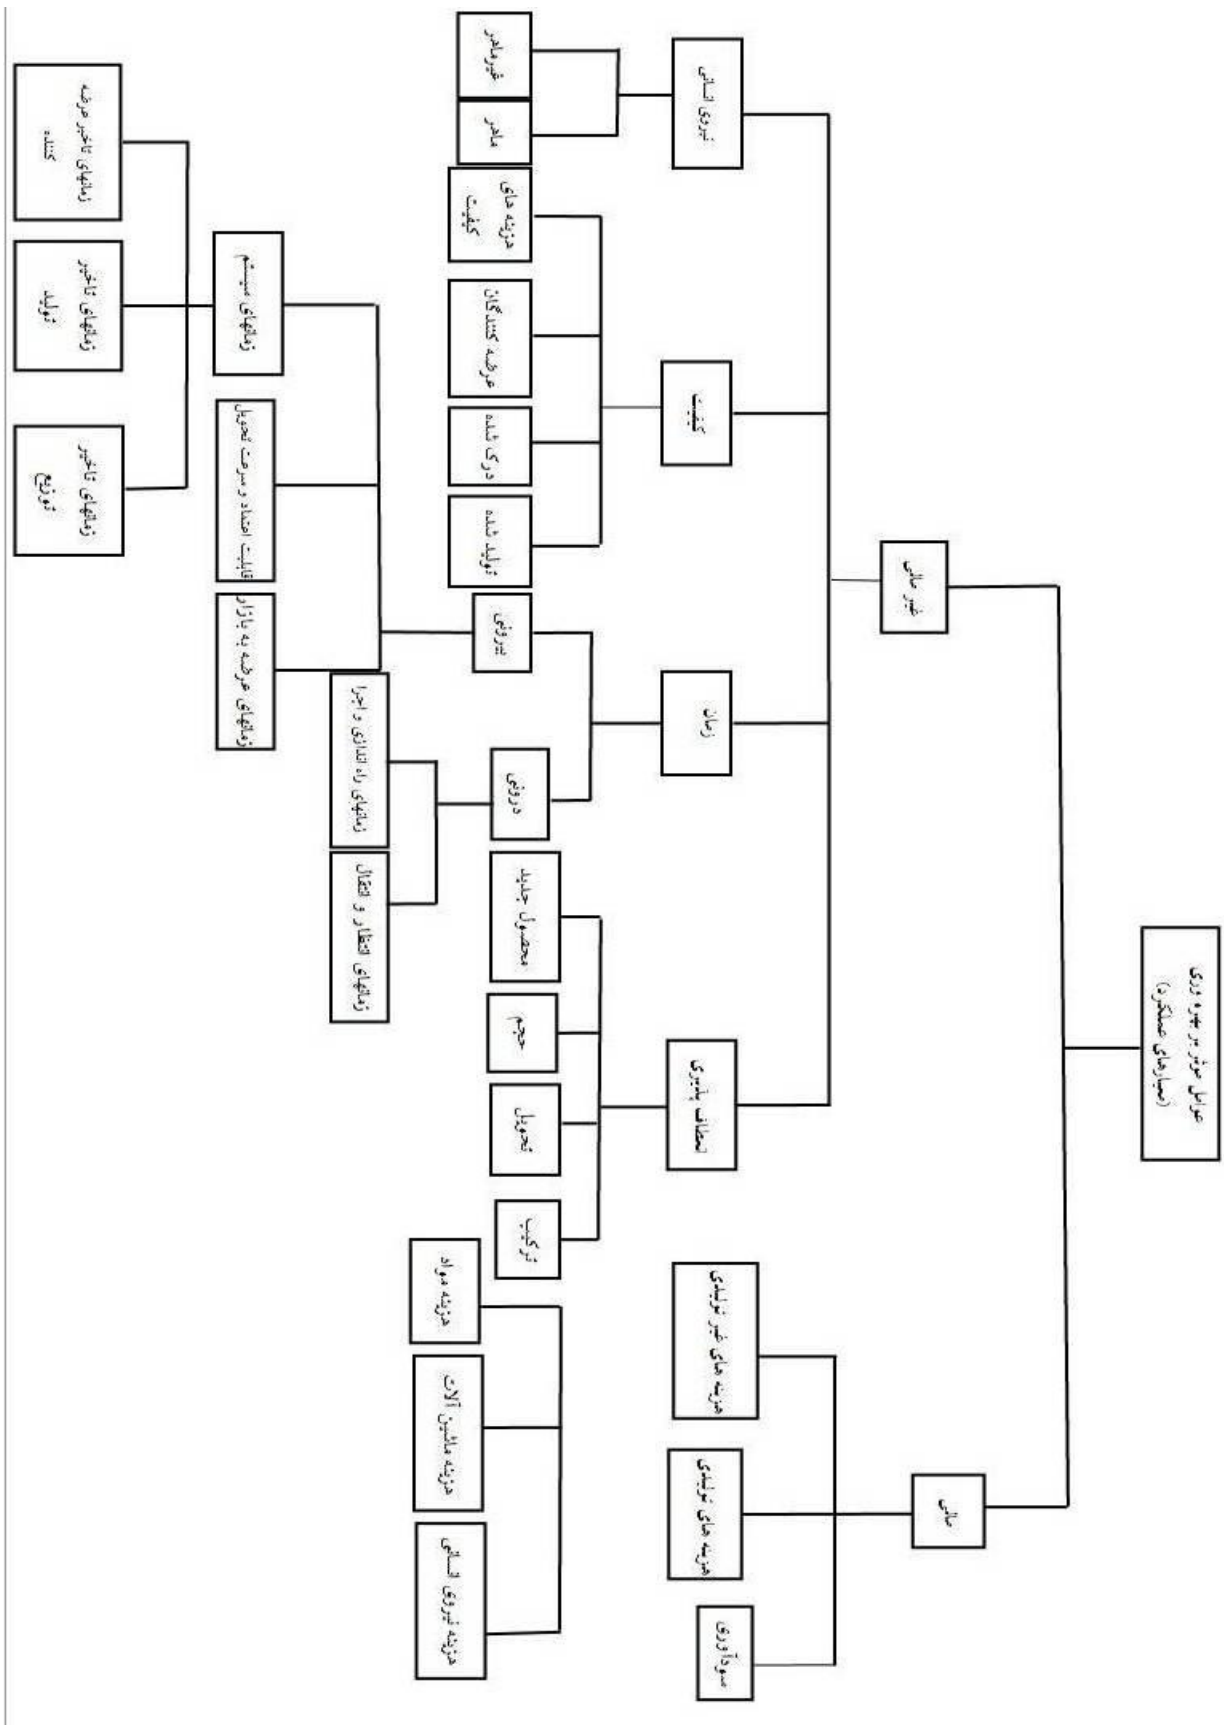 عوامل موثر بر بهره وری
(معیارهای عملکرد)
مالی
غیر مالی
سودآوری
هزینه های تولیدی
هزینه های غیر تولیدی
انعطاف پذیری
زمان
کیفیت
نیروی انسانی
هزینه نیروی انسانی
هزینه ماشین آلات
هزینه مواد
ترکیب
تحویل
حجم
محصول جدید
درونی
بیرونی
تولید شده
درک شده
عرضه کنندگان
هزینه های
کیفیت
ماهر
غیرماهر
زمانهای انتظار و انتقال
زمانهای راه اندازی و اجرا
زمانهای عرضه به بازار
قابلیت اعتماد و سرعت تحویل
زمانهای سیستم
زمانهای تاخیر
توزیع
زمانهای تاخیر
تولید
زمانهای تاخیر عرضه
کننده